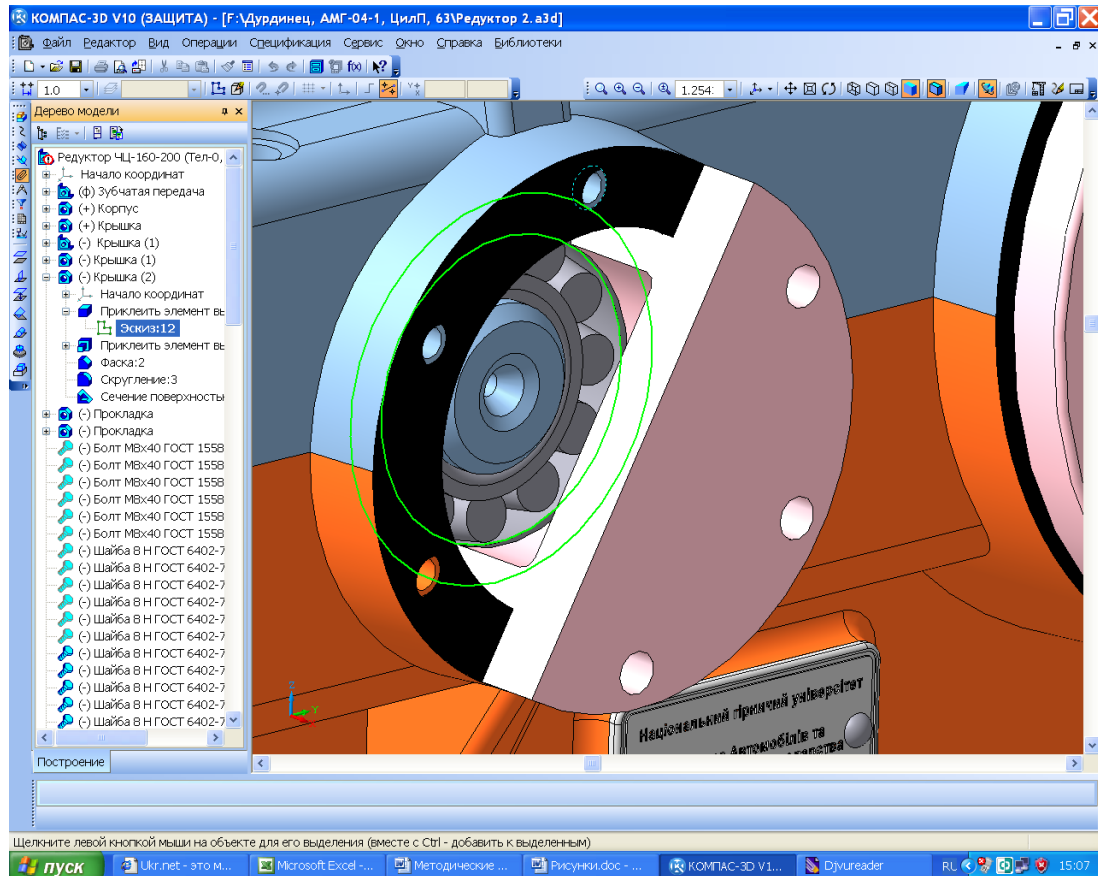 КОМПАС-3D V10 (ЗАЩИТА) - [F:\Дурдинец, АМГ-04-1, ЦилП, 63\Редуктор 2.a3d]
Файл Редактор Вид Операции Спецификация Сервис Окно Справка Библиотеки
1.0
1.254:
Дерево модели
Редуктор ЧЦ-160-200 (Тел-0,
Начало координат
(ф) Зубчатая передача
(+) Корпус
(+) Крышка
(-) Крышка (1)
(-) Крышка (1)
(-) Крышка (2)
Начало координат
Приклеить элемент вы
Эскиз:12
Приклеить элемент вы
Фаска:2
Скругление:3
Сечение поверхностью
(-) Прокладка
(-) Прокладка
(-) Болт М8х40 ГОСТ 1558
(-) Болт М8х40 ГОСТ 1558
(-) Болт М8х40 ГОСТ 1558
(-) Болт М8х40 ГОСТ 1558
(-) Болт М8х40 ГОСТ 1558
(-) Болт М8х40 ГОСТ 1558
(-) Шайба 8 Н ГОСТ 6402-7
(-) Шайба 8 Н ГОСТ 6402-7
(-) Шайба 8 Н ГОСТ 6402-7
(-) Шайба 8 Н ГОСТ 6402-7
(-) Шайба 8 Н ГОСТ 6402-7
(-) Шайба 8 Н ГОСТ 6402-7
(-) Шайба 8 Н ГОСТ 6402-7
(-) Шайба 8 Н ГОСТ 6402-7
(-) Шайба 8 Н ГОСТ 6402-7
(-) Шайба 8 Н ГОСТ 6402-7
(-) Шайба 8 Н ГОСТ 6402-7
Z
Y
Національний гірничий університет
Автомобілів та
Построение
Щелкните левой кнопкой мыши на объекте для его выделения (вместе с Ctrl - добавить к выделенным)
пуск Ukr.net - это м... Microsoft Excel -... Методические ... Рисунки.doc - ... КОМПАС-3D V1... Djvureader RU 15:07